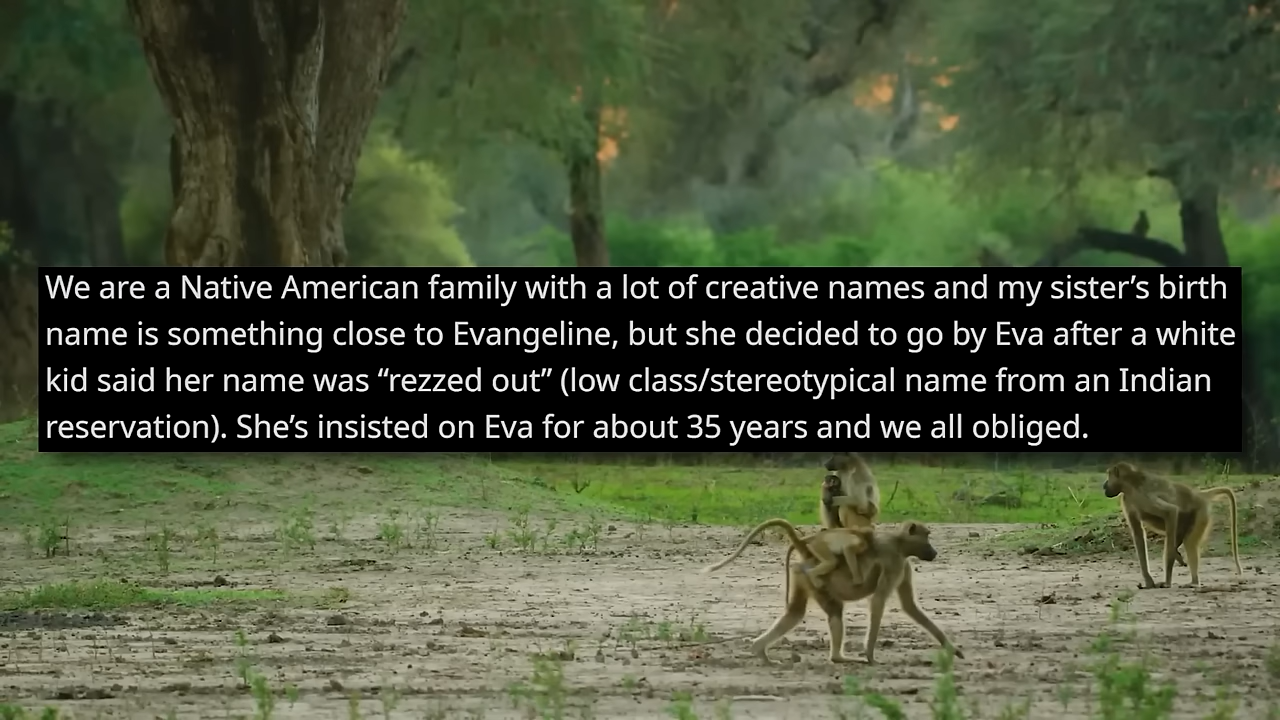 We are a Native American family with a lot of creative names and my sister’s birth
name is something close to Evangeline, but she decided to go by Eva after a white
kid said her name was “rezzed out” (low class/stereotypical name from an Indian
reservation). She’s insisted on Eva for about 35 years and we all obliged.